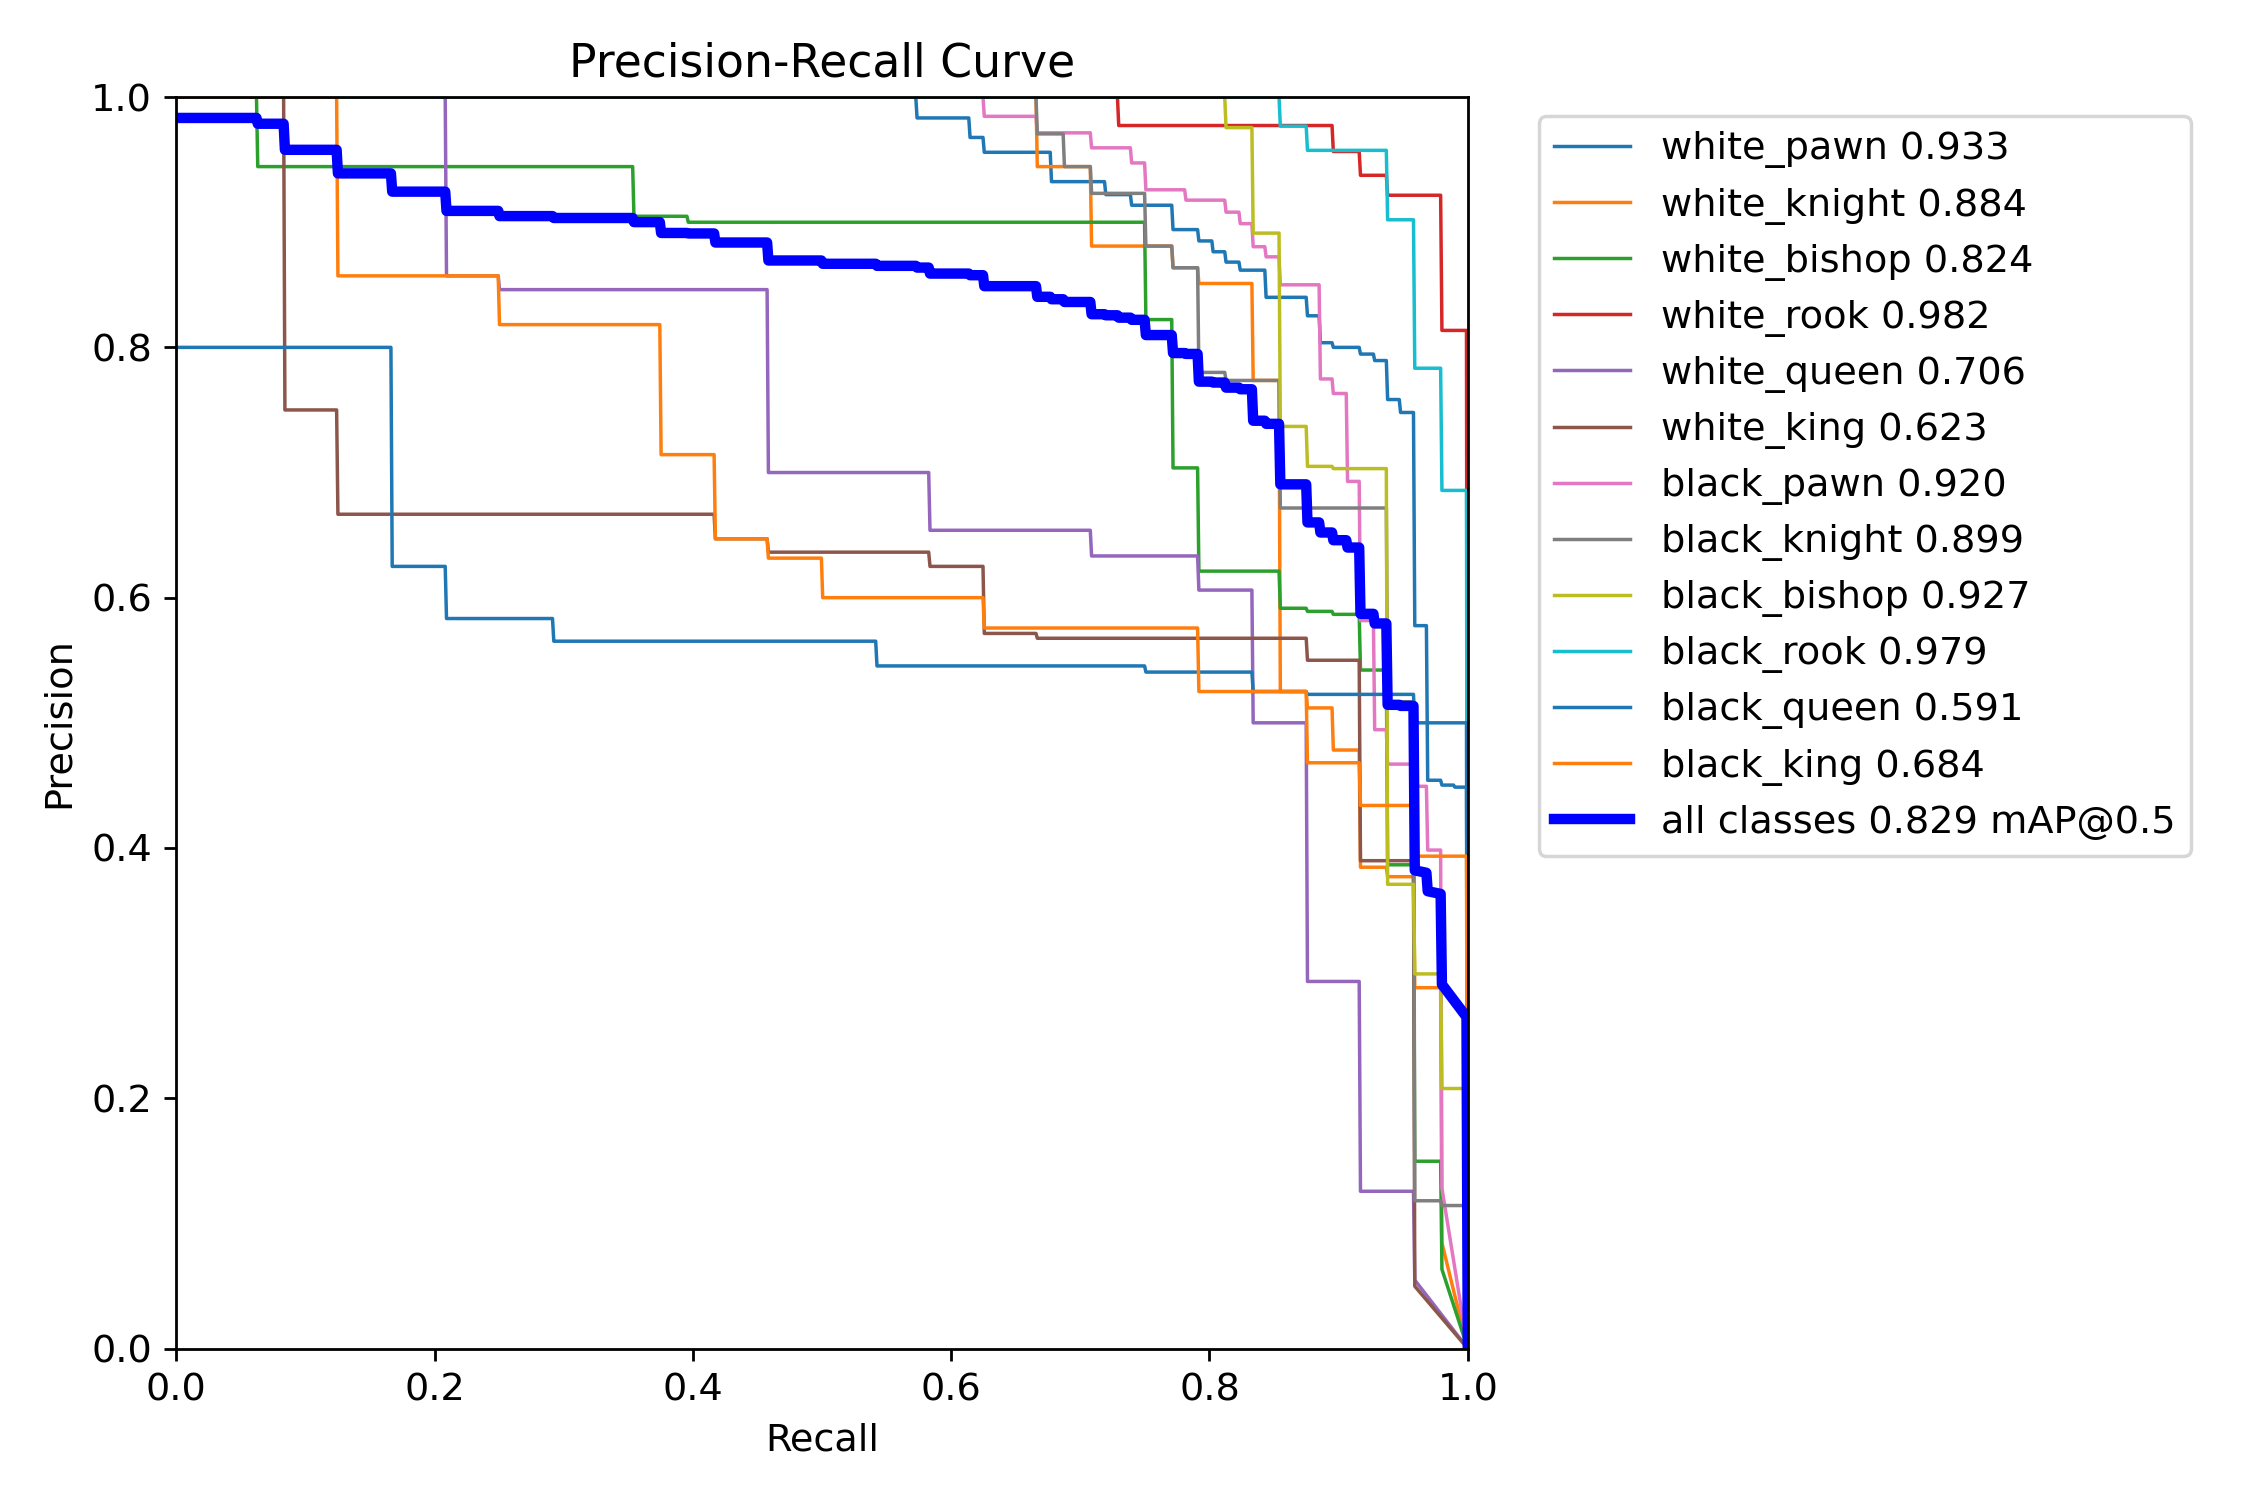 Precision-Recall Curve
1.0
0.8
0.6
0.4
0.2
0.0
Precision
0.0 0.2 0.4 0.6 0.8 1.0
Recall
white_pawn 0.933
white_knight 0.884
white_bishop 0.824
white_rook 0.982
white_queen 0.706
white_king 0.623
black_pawn 0.920
black_knight 0.899
black_bishop 0.927
black_rook 0.979
black_queen 0.591
black_king 0.684
all classes 0.829 mAP@0.5